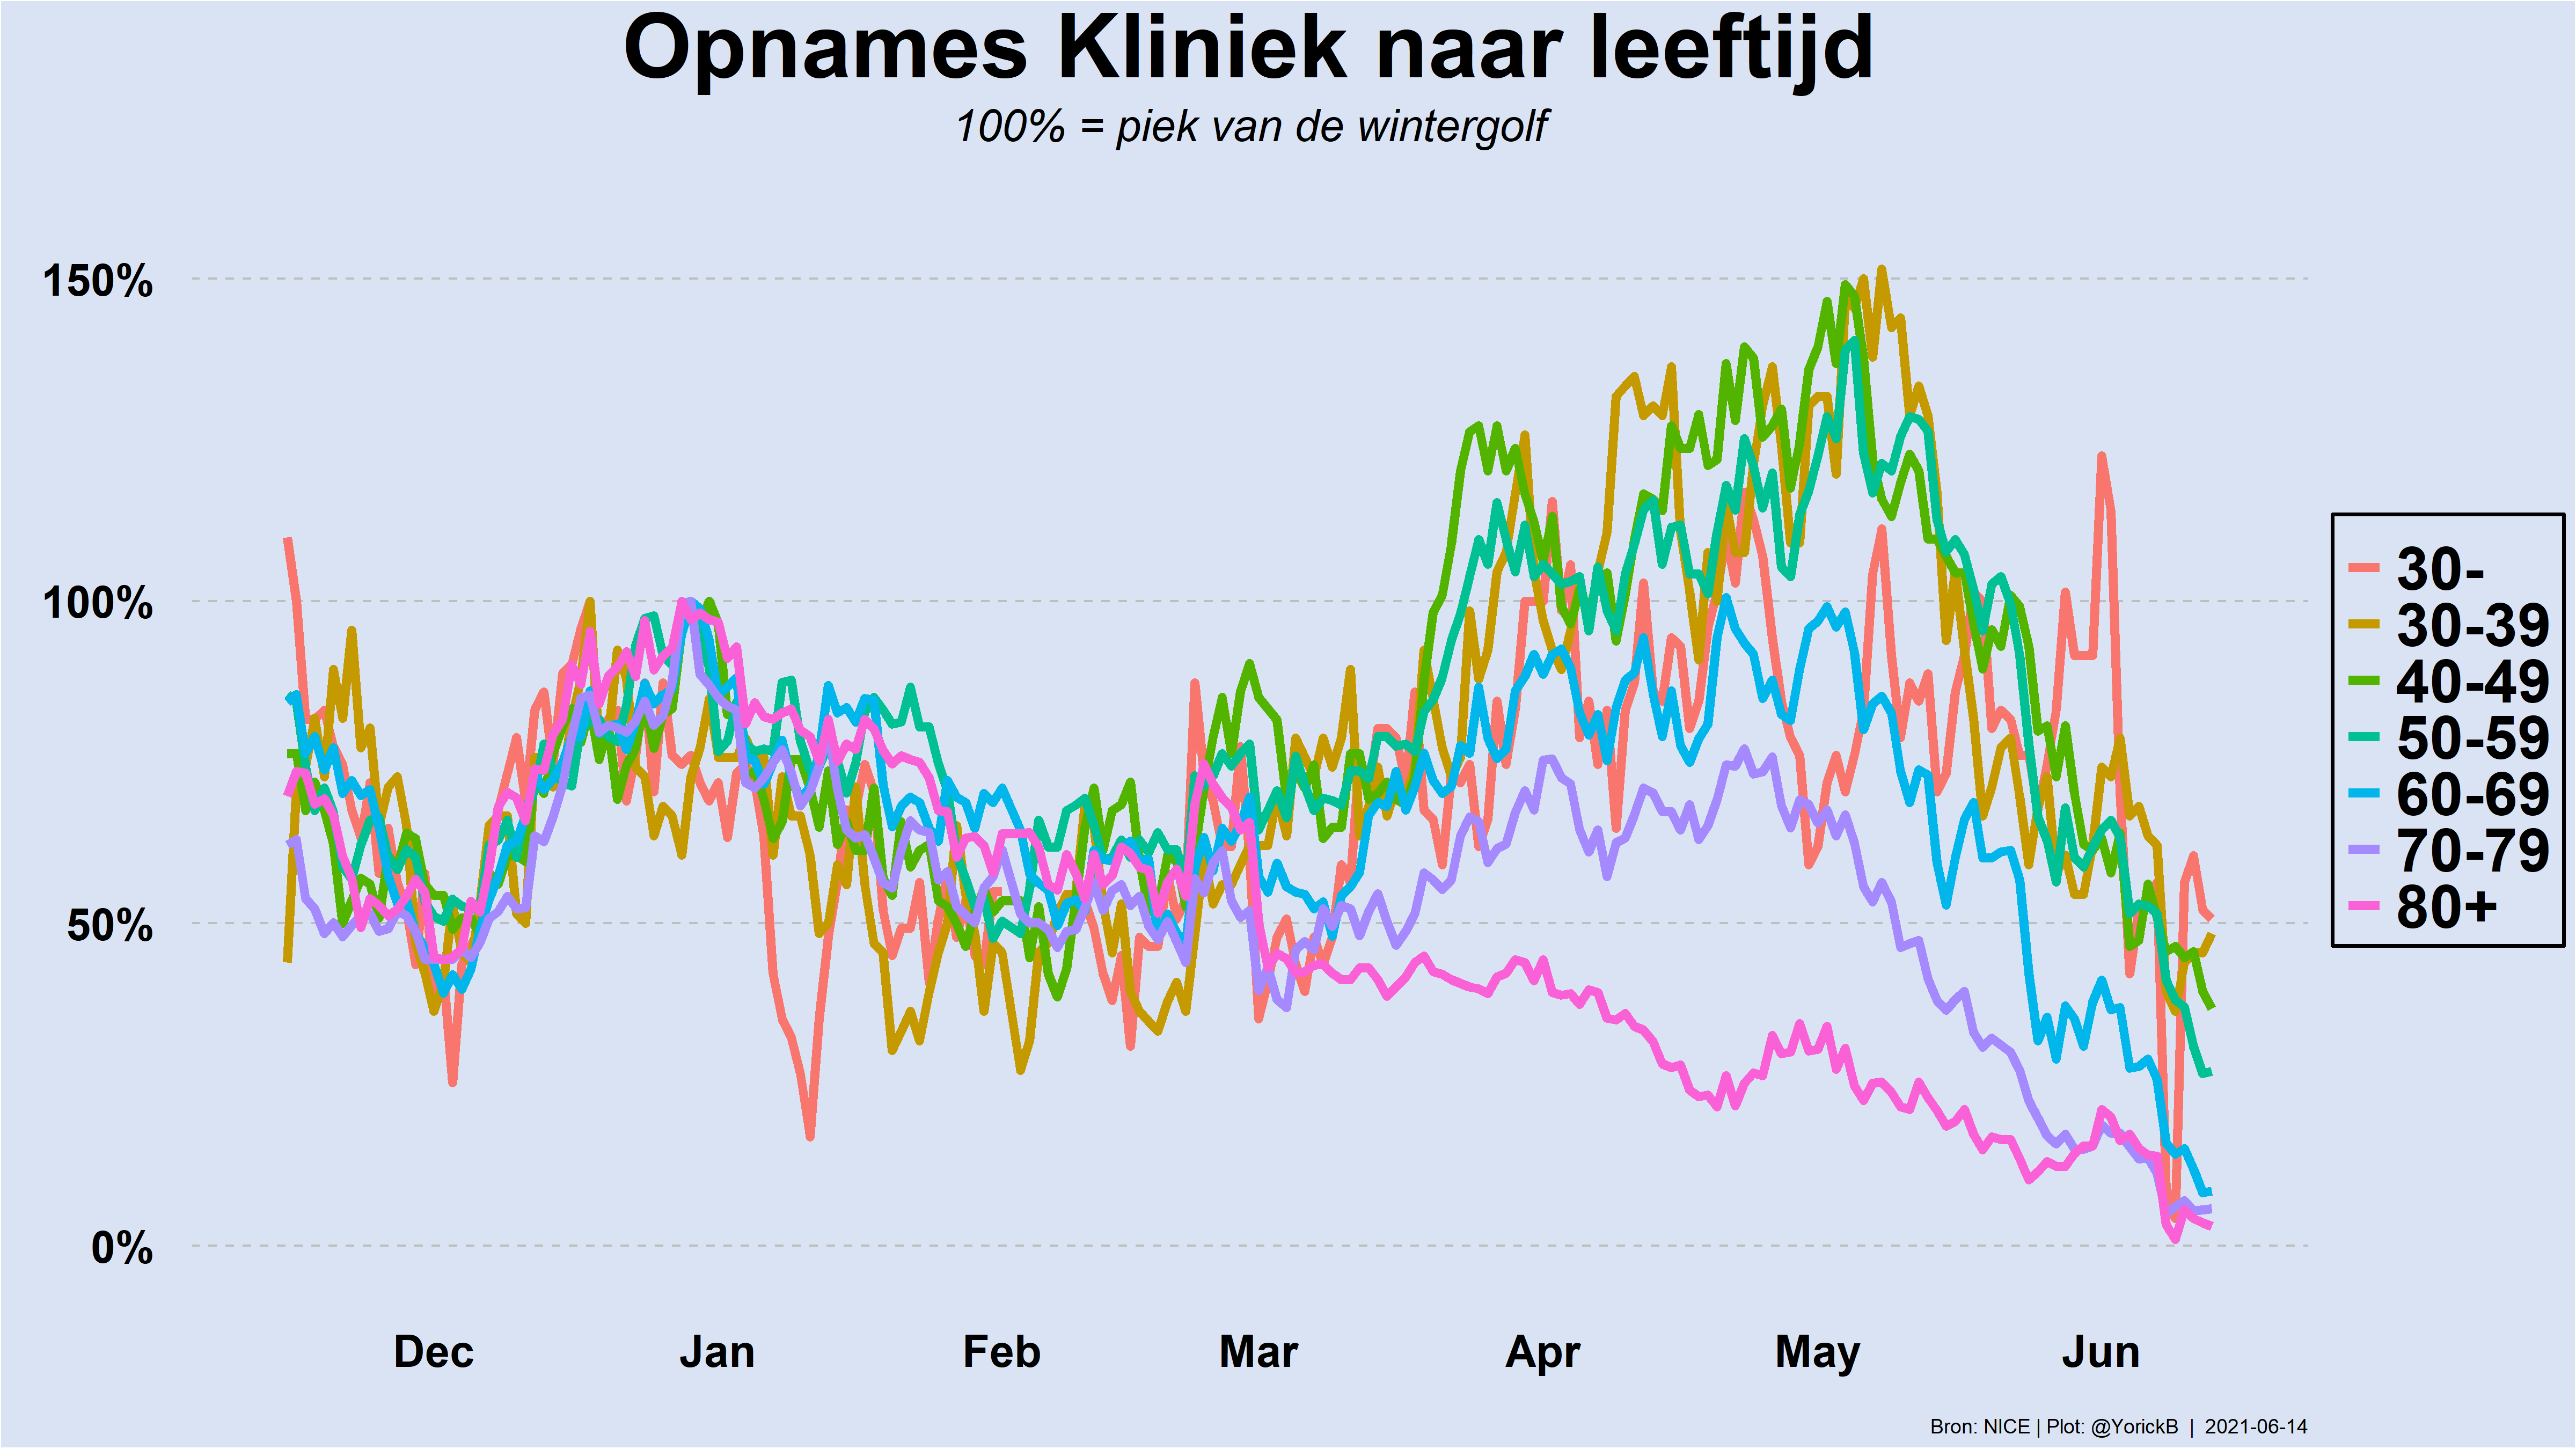 Opnames Kliniek naar leeftijd
100% = piek van de wintergolf
150%
100%
50%
0%
30-
30-39
40-49
50-59
60-69
70-79
80+
Dec Jan Feb Mar Apr May Jun
Bron: NICE | Plot: @YorickB | 2021-06-14